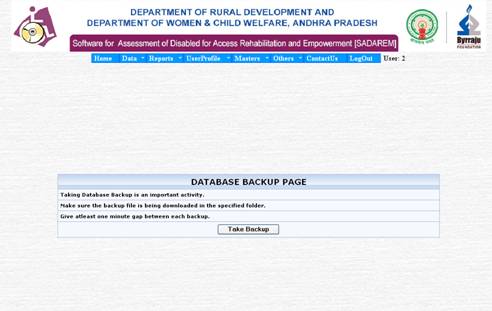 DEPARTMENT OF RURAL DEVELOPMENT AND
DEPARTMENT OF WOMEN & CHILD WELFARE, ANDHRA PRADESH
Software for Assessment of Disabled for Access Rehabilitation and Empowerment [SADAREM]
Byrraju
FOUNDATION
Home Data Reports UserProfile Masters Others ContactUs LogOut User: 2
DATABASE BACKUP PAGE
Taking Database Backup is an important activity.
Make sure the backup file is being downloaded in the specified folder.
Give atleast one minute gap between each backup.
Take Backup